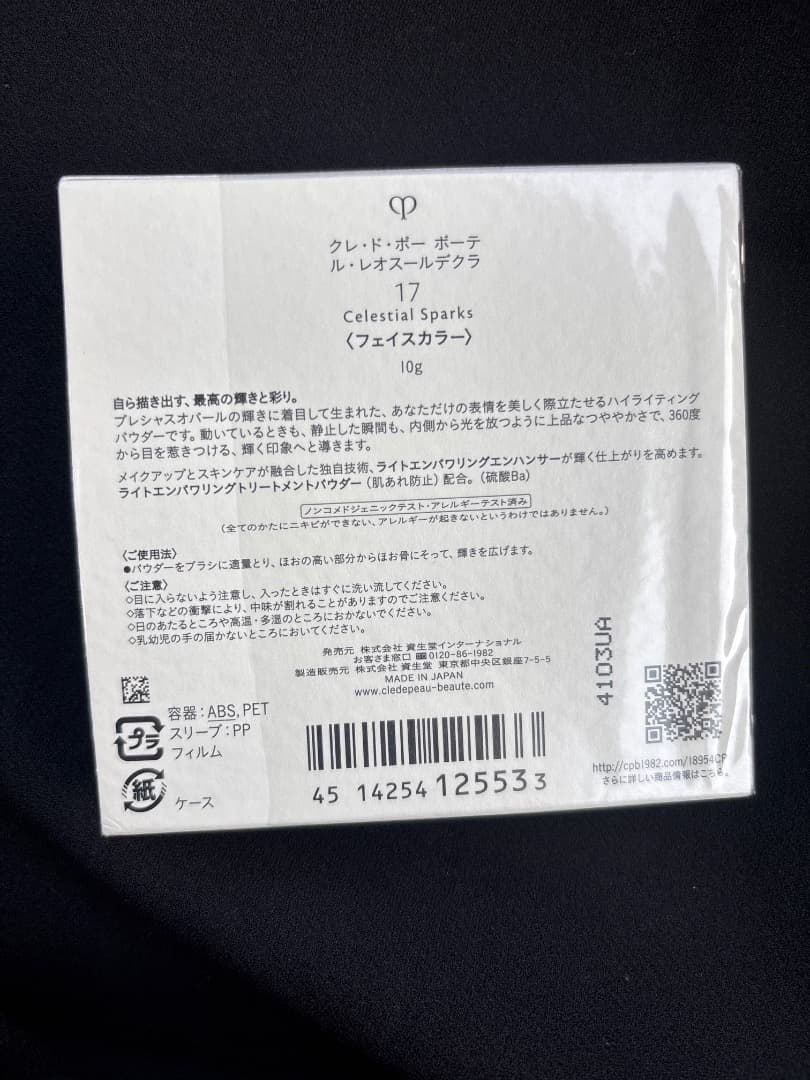 クレ・ド・ポー ボーテ
ル・レオスールデクラ
17
Celestial Sparks
〈フェイスカラー〉
10g
自ら描き出す、最高の輝きと彩り。
プレシャスオパールの輝きに着目して生まれた、あなただけの表情を美しく際立たせるハイライティング
パウダーです。動いているときも、静止した瞬間も、内側から光を放つように上品なつややかさで、360度
から目を惹きつける、輝く印象へと導きます。
メイクアップとスキンケアが融合した独自技術、ライトエンパワリングエンハンサーが輝く仕上がりを高めます。
ライトエンパワリングトリートメントパウダー（肌あれ防止）配合。（硫酸Ba）
ノンコメドジェニックテスト・アレルギーテスト済み
（全てのかたにニキビができない、アレルギーが起きないというわけではありません。）
〈ご使用法〉
●パウダーをブラシに適量とり、ほおの高い部分からほお骨にそって、輝きを広げます。
〈ご注意〉
◇目に入らないよう注意し、入ったときはすぐに洗い流してください。
◇落下などの衝撃により、中味が割れることがありますのでご注意ください。
◇日のあたるところや高温・多湿のところにおかないでください。
◇乳幼児の手の届かないところにおいてください。
発売元 株式会社 資生堂インターナショナル
お客さま窓口 0120-86-1982
製造販売元 株式会社 資生堂 東京都中央区銀座7-5-5
MADE IN JAPAN
www.cledepeau-beaute.com
4103UA
プラ
容器：ABS, PET
スリーブ：PP
フィルム
紙
ケース
45 14254 125533
http://cpb1982.com/18954CP
さらに詳しい商品情報はこちら。